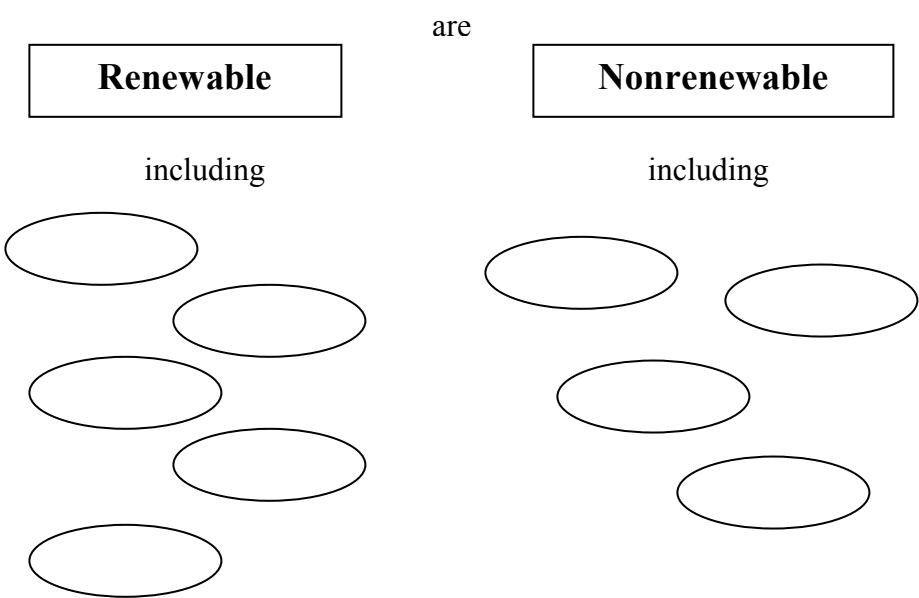 are
Renewable
Nonrenewable
including
including